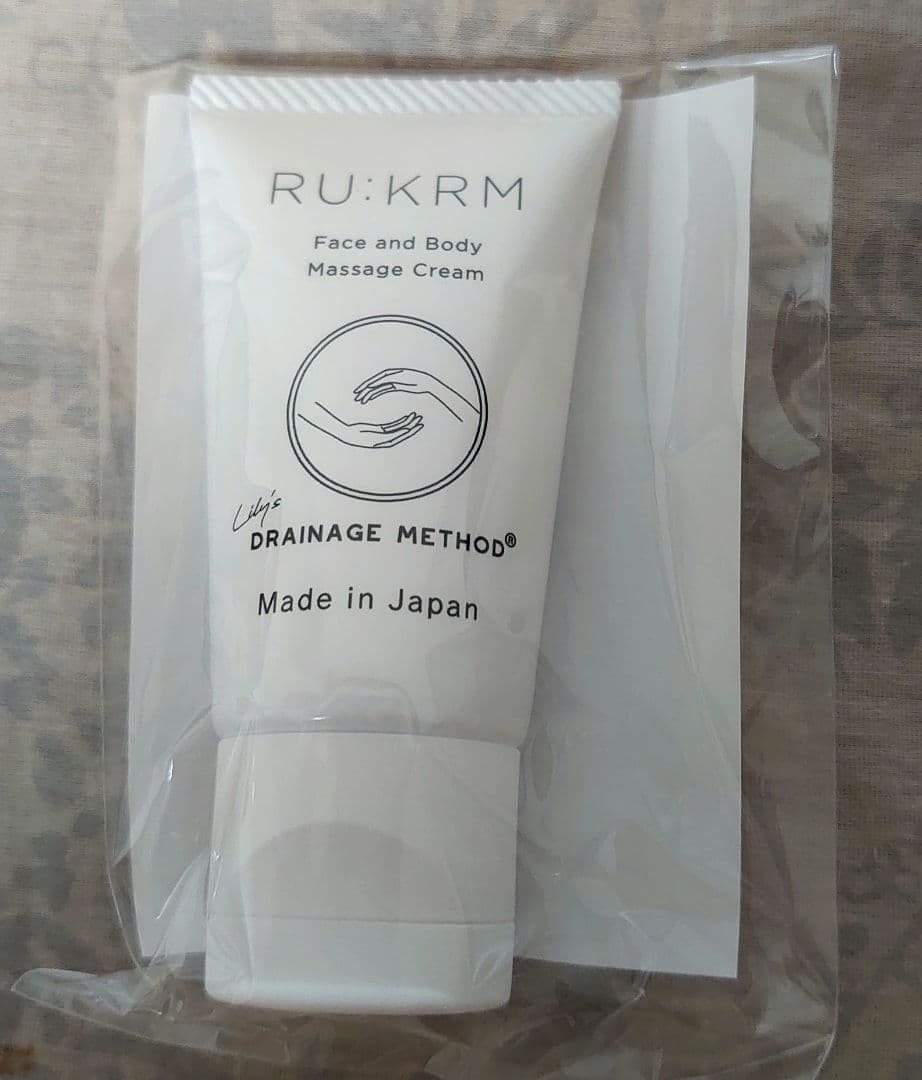 RU:KRM
Face and Body
Massage Cream
Lily's
DRAINAGE METHOD®
Made in Japan